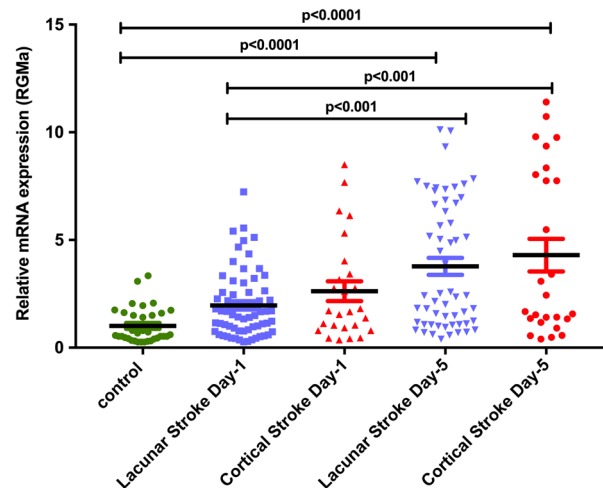 p<0.0001
p<0.0001
p<0.001
p<0.001
Relative mRNA expression (RGMa)
15
10
5
0
control
Lacunar Stroke Day-1
Cortical Stroke Day-1
Lacunar Stroke Day-5
Cortical Stroke Day-5